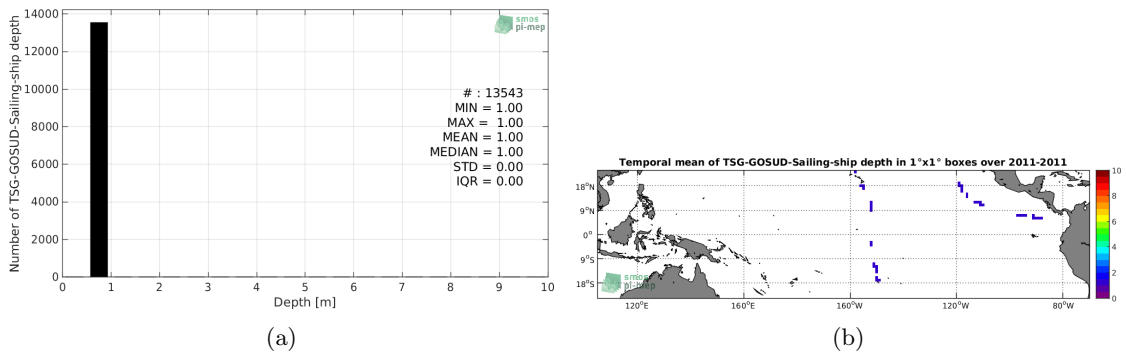 Number of TSG-GOSUD-Sailing-ship depth
14000
12000
10000
8000
6000
4000
2000
0
0 1 2 3 4 5 6 7 8 9 10
Depth [m]
smos
pi-mep
# : 13543
MIN = 1.00
MAX = 1.00
MEAN = 1.00
MEDIAN = 1.00
STD = 0.00
IQR = 0.00
(a)
Temporal mean of TSG-GOSUD-Sailing-ship depth in 1°x1° boxes over 2011-2011
18°N
9°N
0°
9°S
18°S
120°E 160°E 160°W 120°W 80°W
smos
pi-mep
10
8
6
4
2
0
(b)